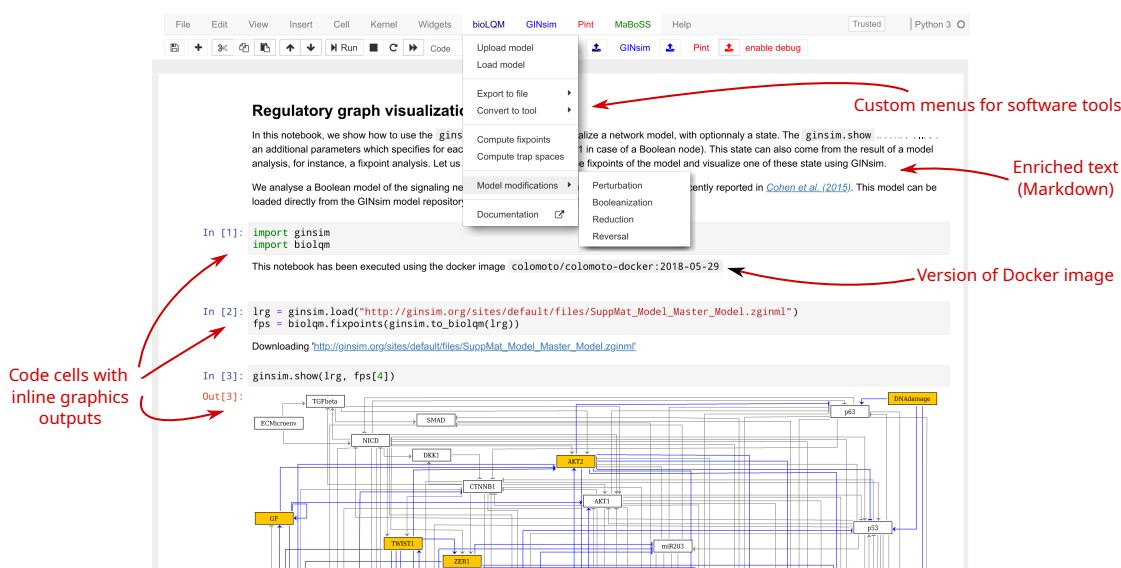 File Edit View Insert Cell Kernel Widgets bioLQM GINsim Pint MaBoSS Help Trusted Python 3
Run Code GINsim Pint enable debug
Upload model
Load model
Export to file
Convert to tool
Compute fixpoints
Compute trap spaces
Model modifications
Documentation
Perturbation
Booleanization
Reduction
Reversal
Custom menus for software tools
Regulatory graph visualizatio
In this notebook, we show how to use the gins alize a network model, with optionnaly a state. The ginsim.show
an additional parameters which specifies for eac 1 in case of a Boolean node). This state can also come from the result of a model
analysis, for instance, a fixpoint analysis. Let us e fixpoints of the model and visualize one of these state using GINsim.
Enriched text
(Markdown)
We analyse a Boolean model of the signaling ne cently reported in Cohen et al. (2015). This model can be
loaded directly from the GINsim model repository
In [1]: import ginsim
import biolqm
This notebook has been executed using the docker image colomoto/colomoto-docker:2018-05-29
Version of Docker image
In [2]: lrg = ginsim.load("http://ginsim.org/sites/default/files/SuppMat_Model_Master_Model.zginml")
fps = biolqm.fixpoints(ginsim.to_biolqm(lrg))
Downloading 'http://ginsim.org/sites/default/files/SuppMat_Model_Master_Model.zginml'
Code cells with
inline graphics
outputs
In [3]: ginsim.show(lrg, fps[4])
Out[3]:
TGFbeta
DNAdamage
p63
ECMicroenv
SMAD
NICD
DKK1
AKT2
CTNNB1
AKT1
GF
p53
TWIST1
miR203
ZEB1